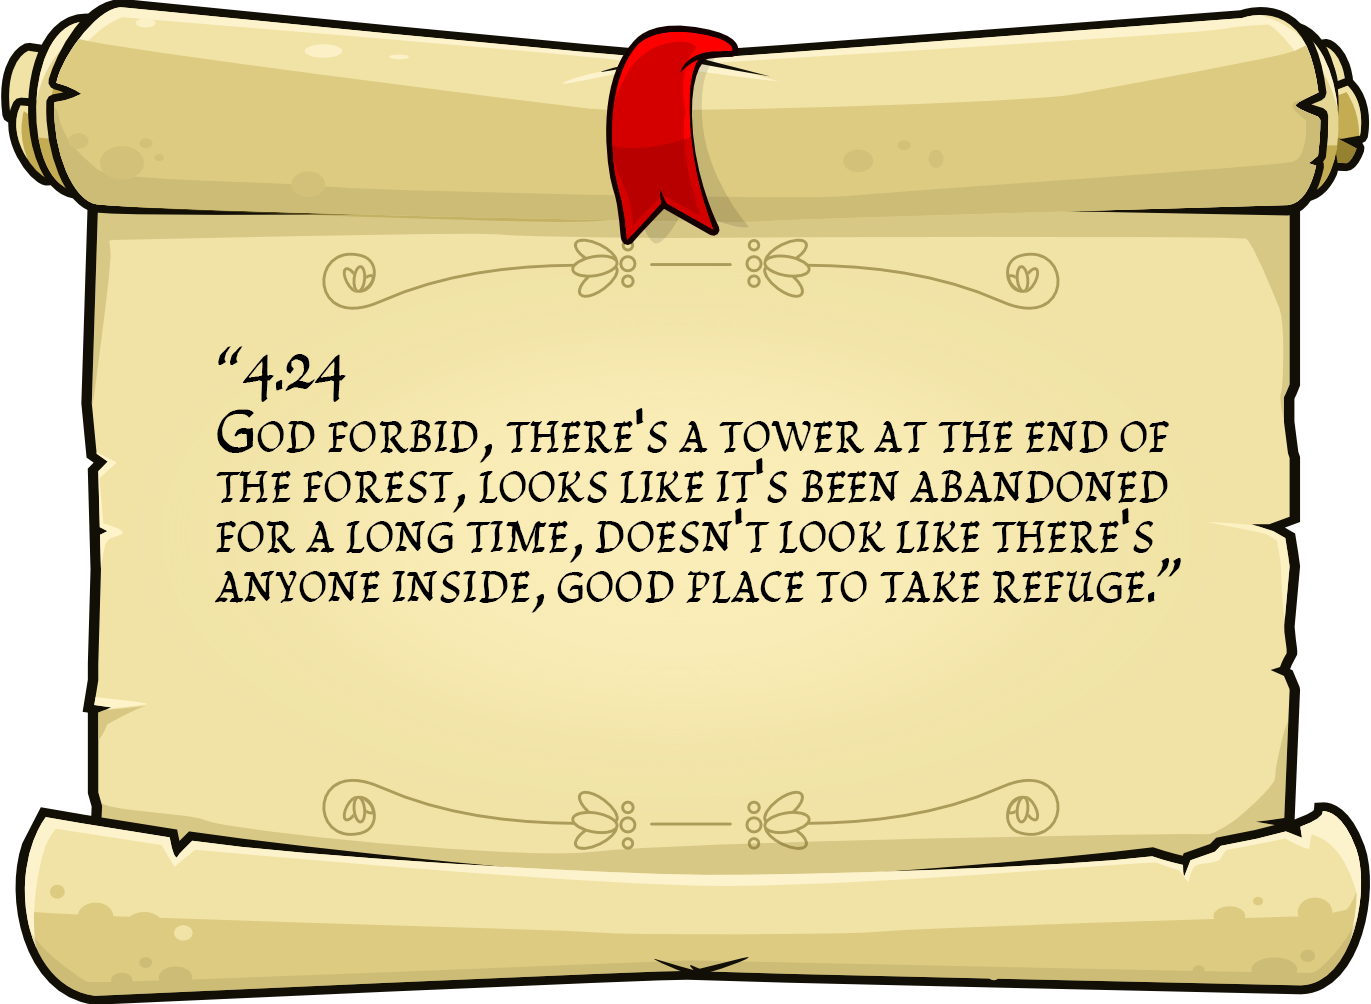 “4.24
God forbid, there's a tower at the end of
the forest, looks like it's been abandoned
for a long time, doesn't look like there's
anyone inside, good place to take refuge.”